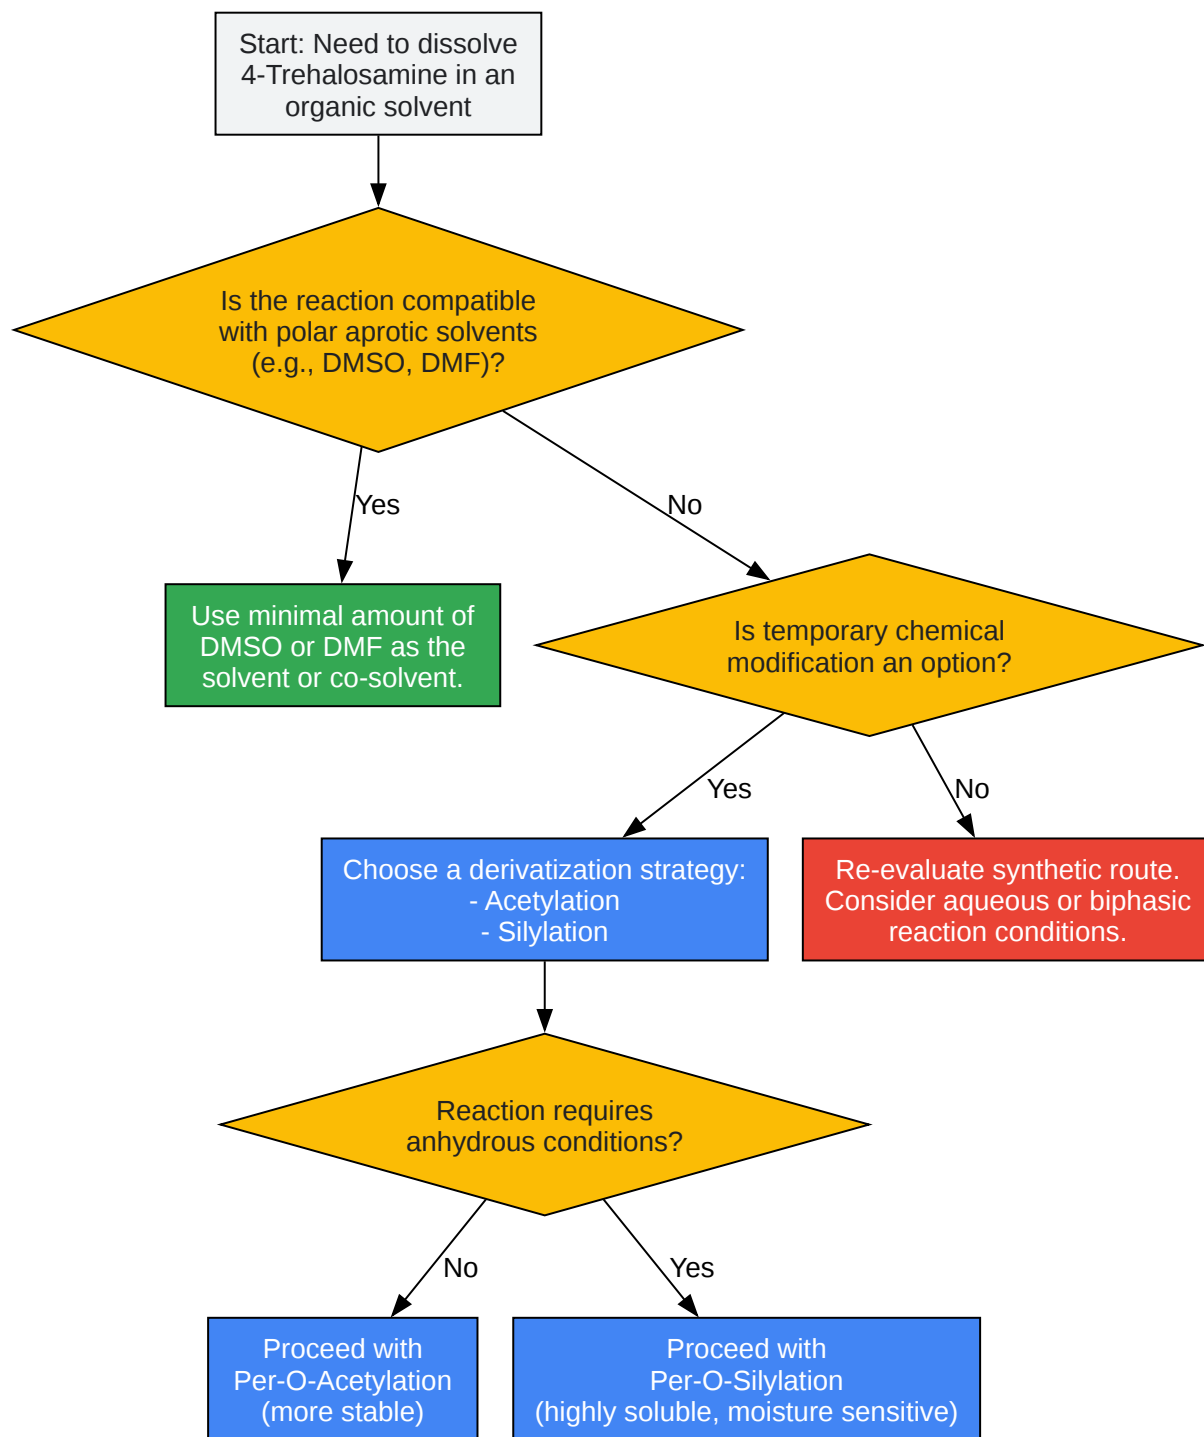 Start: Need to dissolve
4-Trehalosamine in an
organic solvent
Is the reaction compatible
with polar aprotic solvents
(e.g., DMSO, DMF)?
Yes
No
Use minimal amount of
DMSO or DMF as the
solvent or co-solvent.
Is temporary chemical
modification an option?
Yes
No
Choose a derivatization strategy:
- Acetylation
- Silylation
Re-evaluate synthetic route.
Consider aqueous or biphasic
reaction conditions.
Reaction requires
anhydrous conditions?
No
Yes
Proceed with
Per-O-Acetylation
(more stable)
Proceed with
Per-O-Silylation
(highly soluble, moisture sensitive)